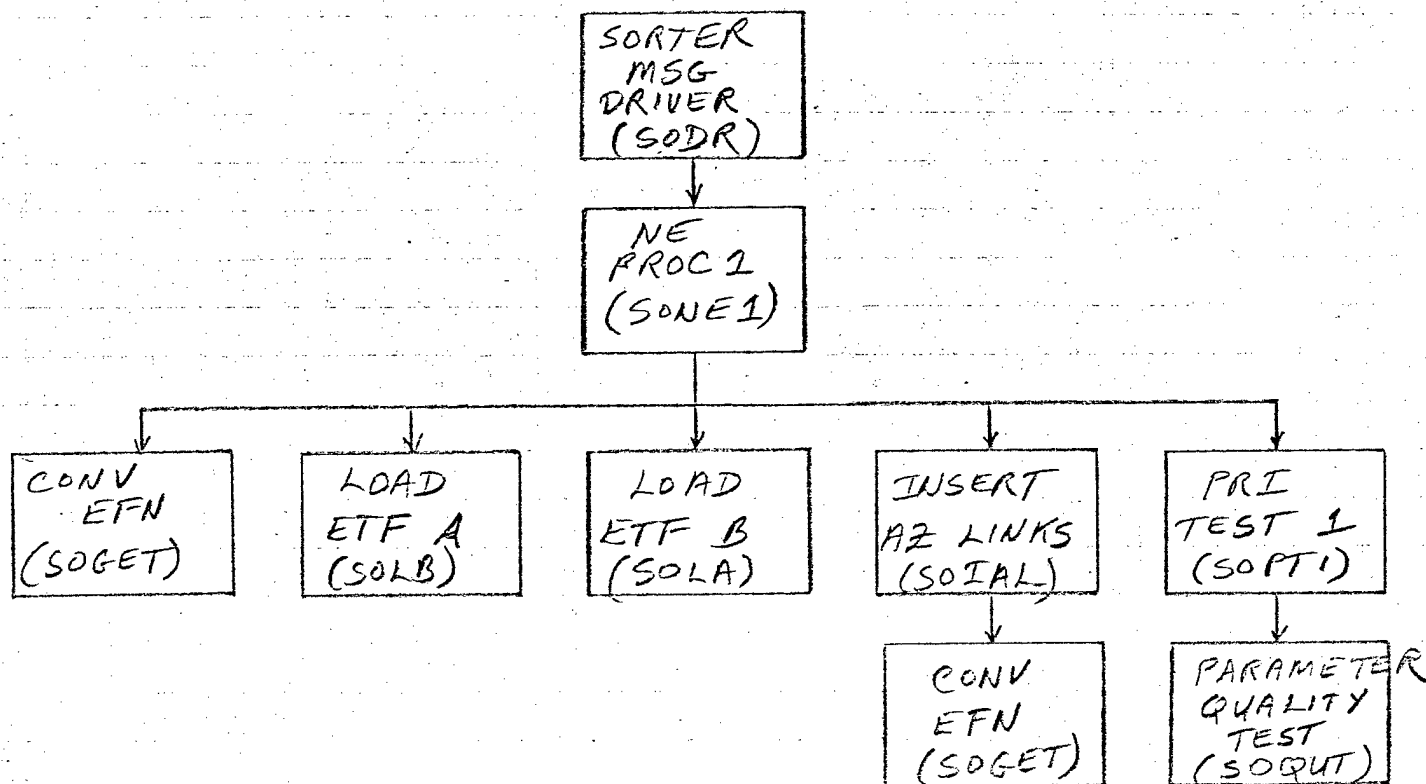 SORTER
MSG
DRIVER
(SODR)
NE
PROC 1
(SONE1)
CONV
EFN
(SOGET)
LOAD
ETF A
(SOLB)
LOAD
ETF B
(SOLA)
INSERT
AZ LINKS
(SOIAL)
PRI
TEST 1
(SOPT1)
CONV
EFN
(SOGET)
PARAMETER
QUALITY
TEST
(SOQUT)